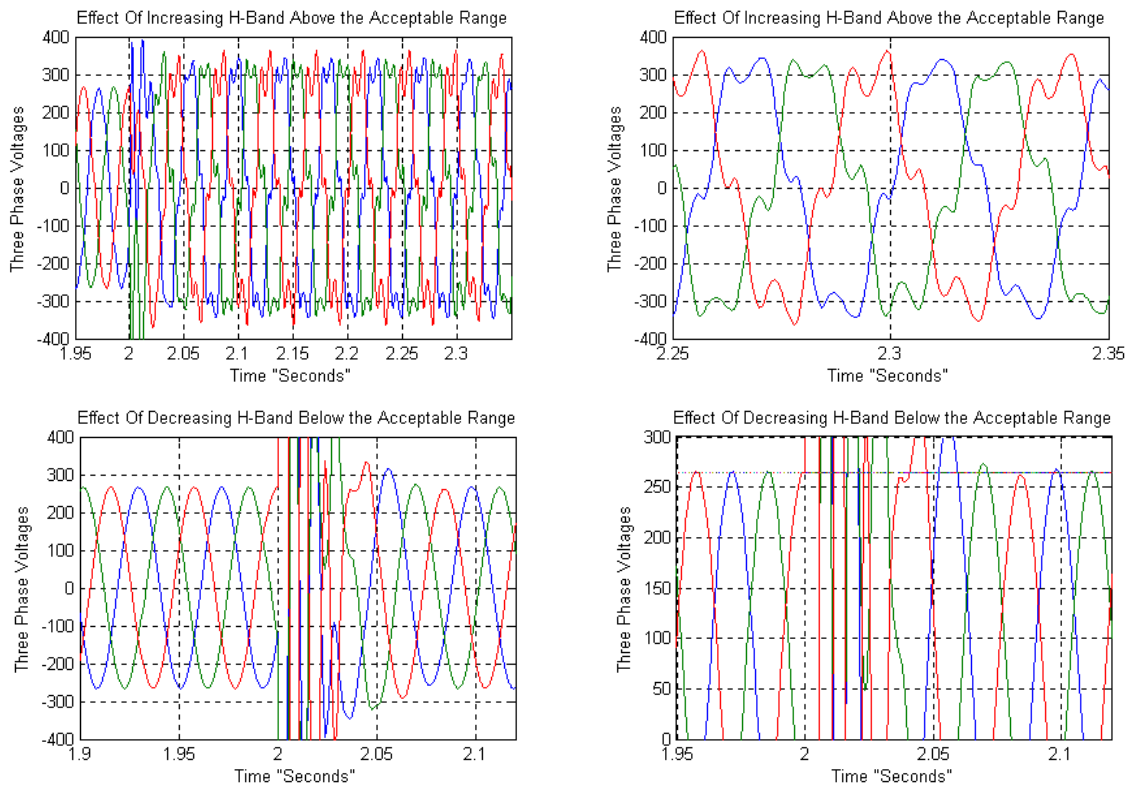 Effect Of Increasing H-Band Above the Acceptable Range
Three Phase Voltages
400
300
200
100
0
-100
-200
-300
-400
1.95 2 2.05 2.1 2.15 2.2 2.25 2.3
Time "Seconds"
Effect Of Increasing H-Band Above the Acceptable Range
Three Phase Voltages
400
300
200
100
0
-100
200
-300
-400
2.25 2.3 2.35
Time "Seconds"
Effect Of Decreasing H-Band Below the Acceptable Range
Three Phase Voltages
400
300
200
100
0
-100
-200
-300
-400
1.9 1.95 2 2.05 2.1
Time "Seconds"
Effect Of Decreasing H-Band Below the Acceptable Range
Three Phase Voltages
300
250
200
150
100
50
0
1.95 2 2.05 2.1
Time "Seconds"